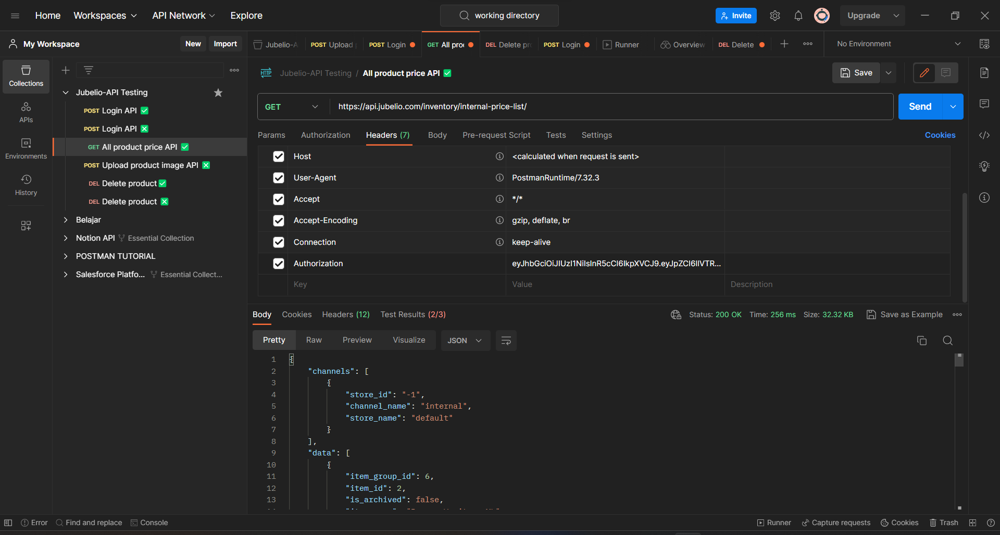 Home
Workspaces
API Network
Explore
working directory
Invite
Upgrade
My Workspace
New
Import
Jubelio-A
POST Upload
POST Login
GET All pro
DEL Delete pr
POST Login
Runner
Overview
DEL Delete
No Environment
Collections
APIs
Environments
History
Jubelio-API Testing
POST Login API
POST Login API
GET All product price API
POST Upload product image API
DEL Delete product
DEL Delete product
Belajar
Notion API Essential Collection
POSTMAN TUTORIAL
Salesforce Platfo... Essential Collect...
HTTP Jubelio-API Testing / All product price API
Save
GET
https://api.jubelio.com/inventory/internal-price-list/
Send
Params
Authorization
Headers (7)
Body
Pre-request Script
Tests
Settings
Cookies
Host <calculated when request is sent>
User-Agent PostmanRuntime/7.32.3
Accept */*
Accept-Encoding gzip, deflate, br
Connection keep-alive
Authorization eyJhbGciOiJIUzI1NiIsInR5cCI6IkpXVCJ9.eyJpZCI6IlVTR...
Key Value Description
Body
Cookies
Headers (12)
Test Results (2/3)
Status: 200 OK
Time: 256 ms
Size: 32.32 KB
Save as Example
Pretty
Raw
Preview
Visualize
JSON
1 {
2 "channels": [
3 {
4 "store_id": "-1",
5 "channel_name": "internal",
6 "store_name": "default"
7 }
8 ],
9 "data": [
10 {
11 "item_group_id": 6,
12 "item_id": 2,
13 "is_archived": false,
Error
Find and replace
Console
Runner
Capture requests
Cookies
Trash